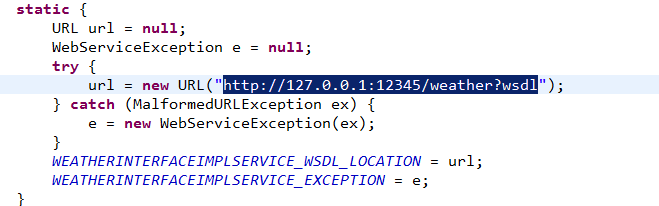 static {
    URL url = null;
    WebServiceException e = null;
    try {
        url = new URL("http://127.0.0.1:12345/weather?wsdl");
    } catch (MalformedURLException ex) {
        e = new WebServiceException(ex);
    }
    WEATHERINTERFACEIMPLSERVICE_WSDL_LOCATION = url;
    WEATHERINTERFACEIMPLSERVICE_EXCEPTION = e;
}